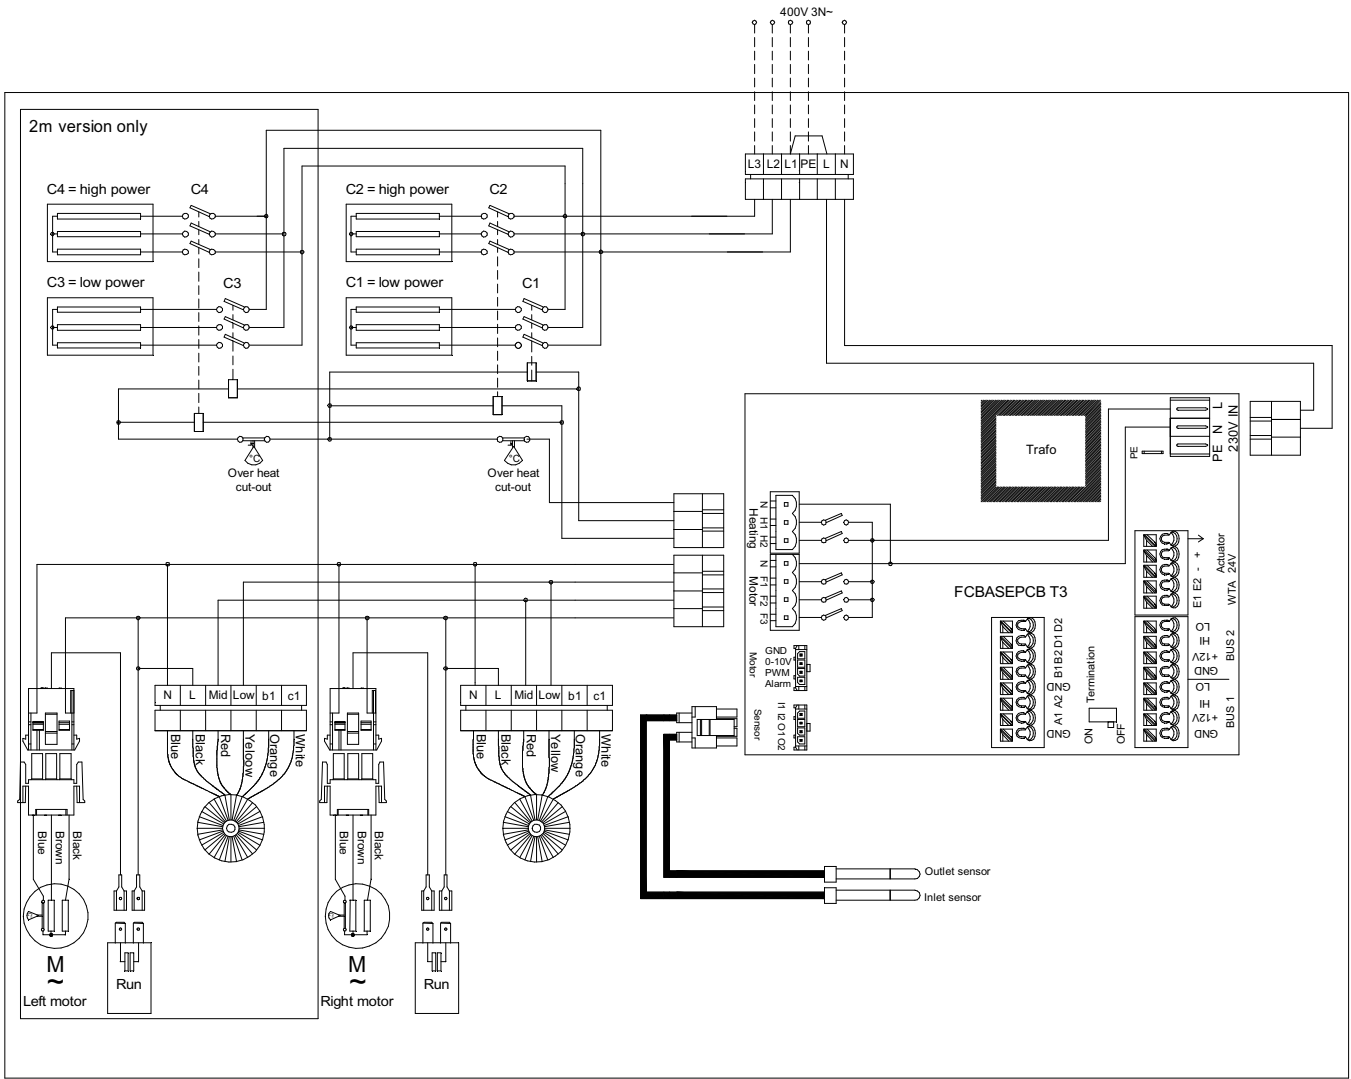 400V 3N~
2m version only
L3 L2 L1 PE L N
C4 = high power
C4
C2 = high power
C2
C3 = low power
C3
C1 = low power
C1
Over heat
cut-out
°C
Over heat
cut-out
°C
Trafo
L
N
PE
230V IN
PE
N
H1
H2
Heating
N
F1
F2
F3
Motor
FCBASEPCB T3
Actuator
+
-
E2
E1
WTA 24V
LO
HI
+12V
GND
BUS 2
LO
HI
+12V
GND
BUS 1
D2
D1
B2
B1
GND
A2
A1
GND
Termination
ON
OFF
GND
0-10V
PWM
Alarm
Motor
I1 I2 O1 O2
Sensor
N L Mid Low b1 c1
Blue
Black
Red
Yeloow
Orange
White
N L Mid Low b1 c1
Blue
Black
Red
Yellow
Orange
White
Blue
Brown
Black
Blue
Brown
Black
Outlet sensor
Inlet sensor
M
~
Left motor
Run
M
~
Right motor
Run